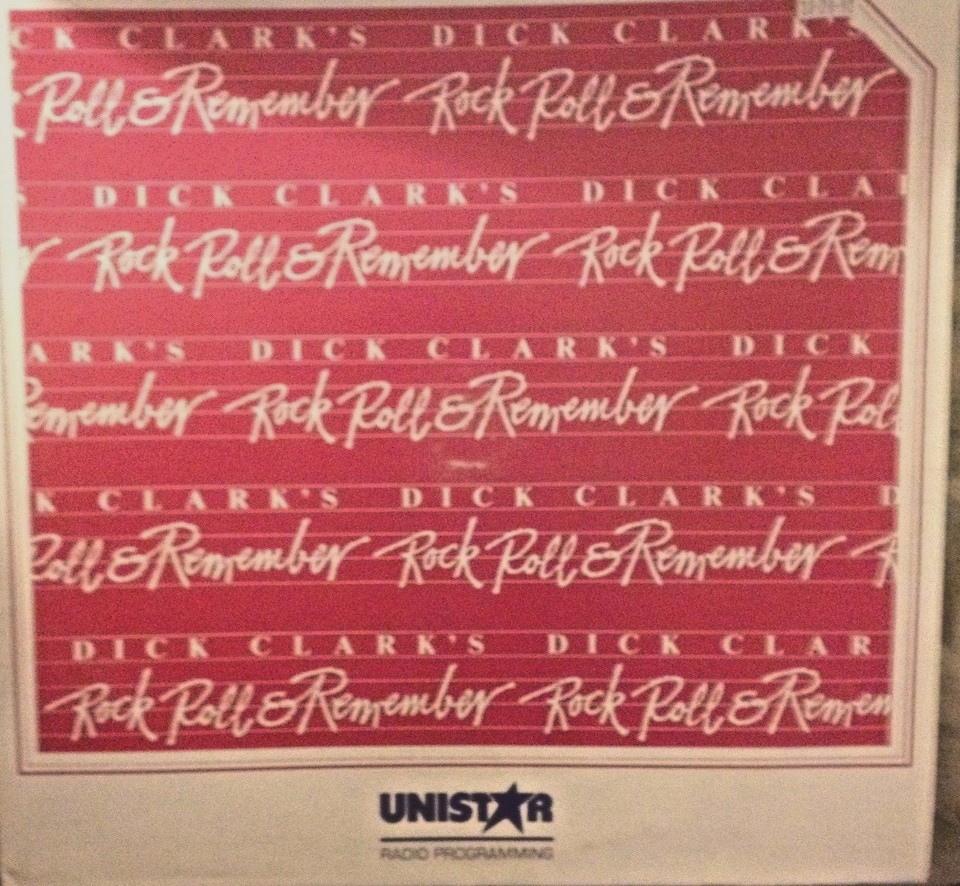 CK CLARK'S DICK CLARK'S
Roll & Remember Rock Roll & Remember
S DICK CLARK'S DICK CLA
Rock Roll & Remember Rock Roll & Rem
ARK'S DICK CLARK'S DICK
Remember Rock Roll & Remember Rock Rol
K CLARK'S DICK CLARK'S D
Roll & Remember Rock Roll & Remember R
DICK CLARK'S DICK CLAR
Rock Roll & Remember Rock Roll & Remem
UNISTAR
RADIO PROGRAMMING